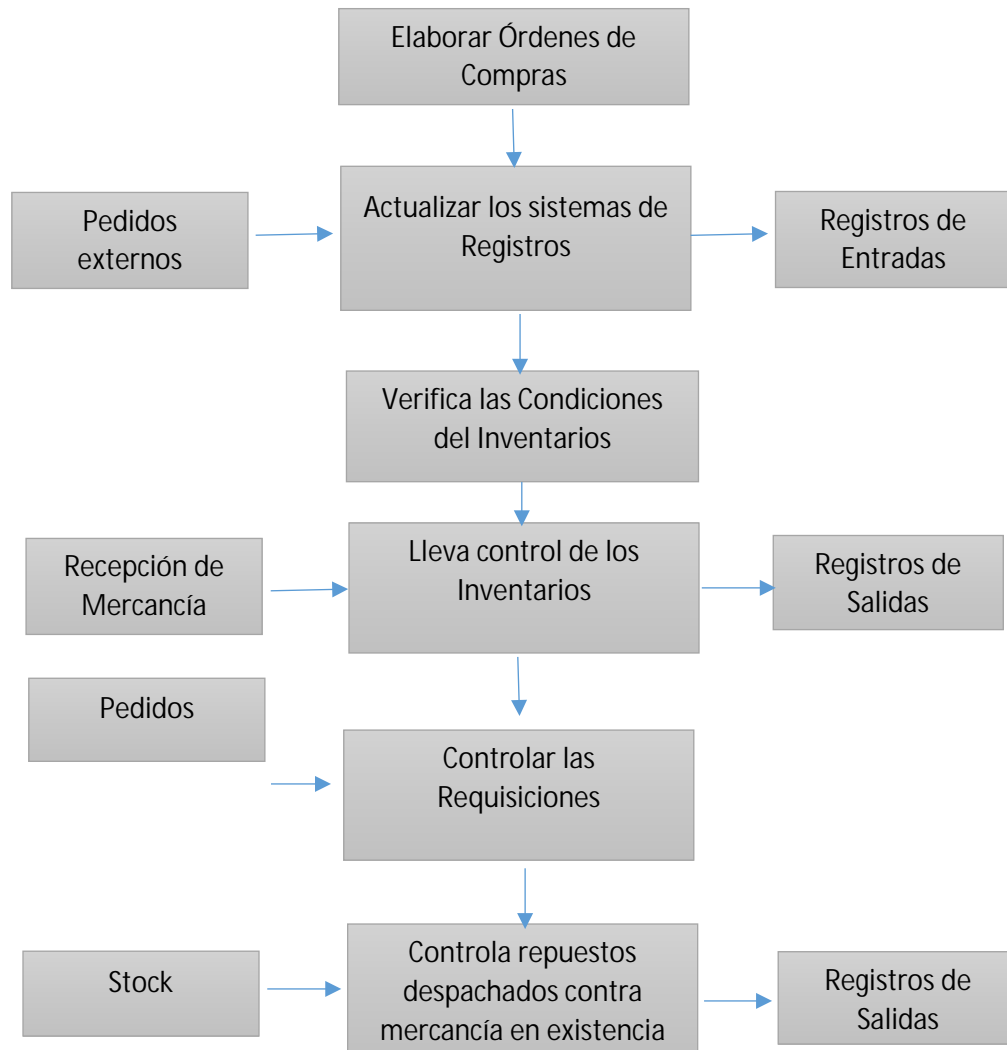 Elaborar Órdenes de
Compras
Pedidos
externos
Actualizar los sistemas de
Registros
Registros de
Entradas
Verifica las Condiciones
del Inventarios
Recepción de
Mercancía
Lleva control de los
Inventarios
Registros de
Salidas
Pedidos
Controlar las
Requisiciones
Stock
Controla repuestos
despachados contra
mercancía en existencia
Registros de
Salidas